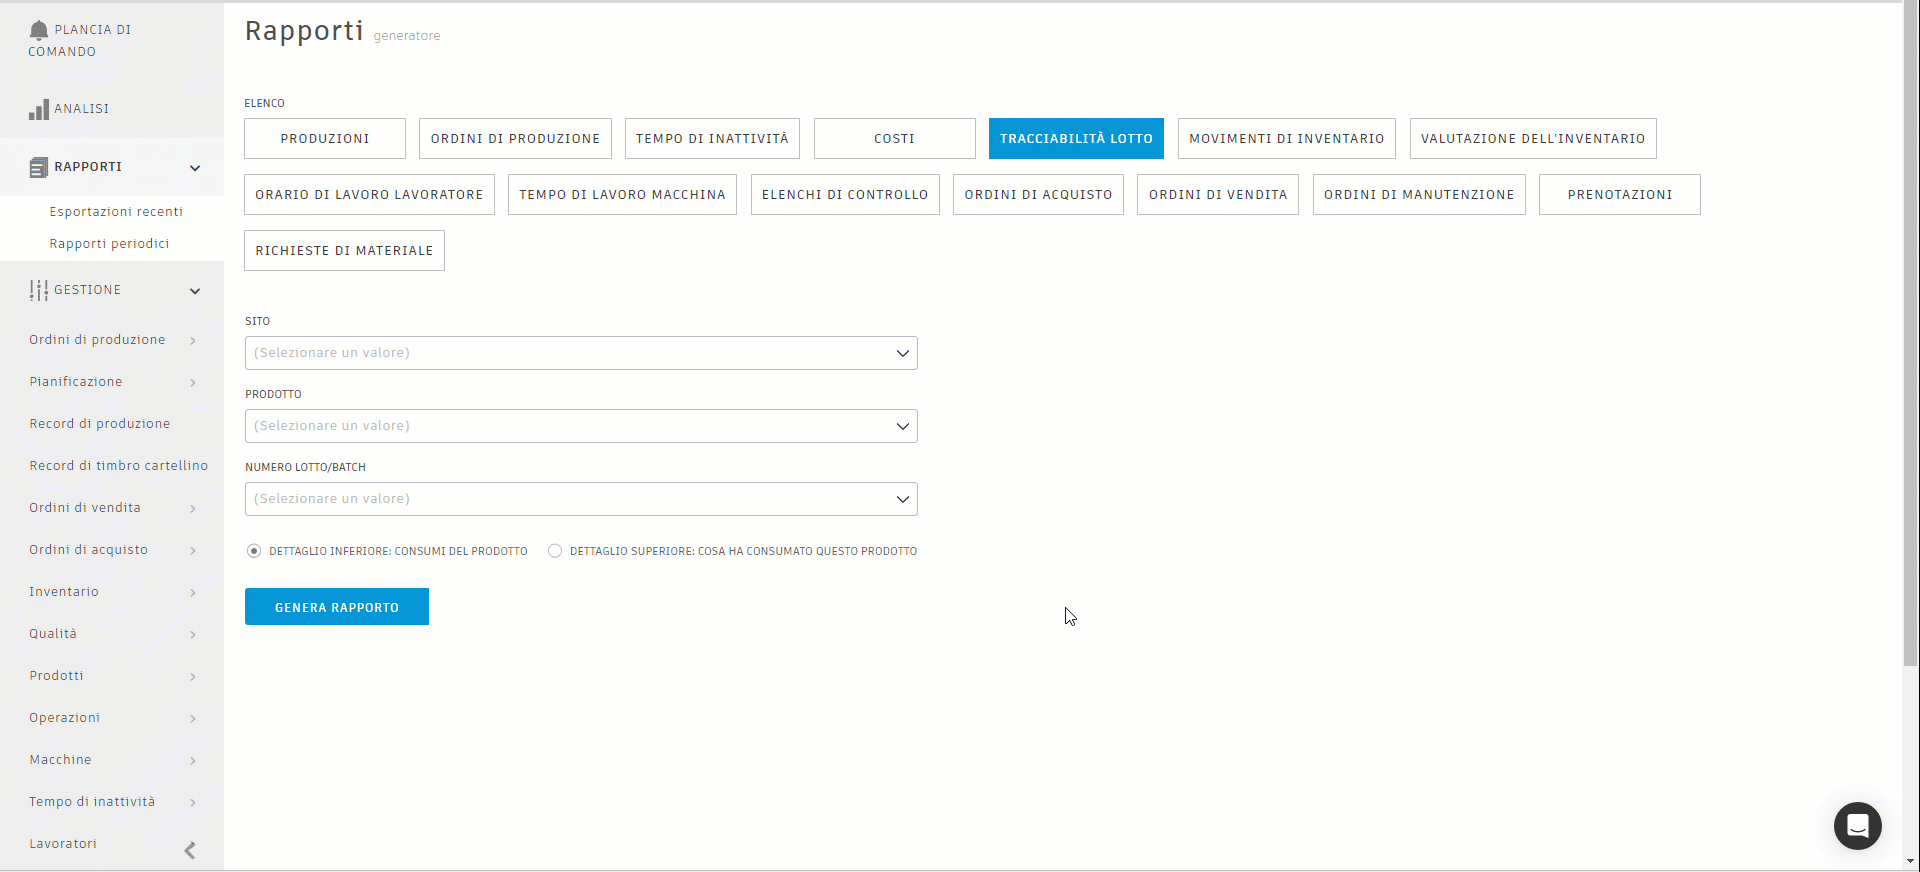 PLANCIA DI
COMANDO
ANALISI
RAPPORTI
Esportazioni recenti
Rapporti periodici
GESTIONE
Ordini di produzione
Pianificazione
Record di produzione
Record di timbro cartellino
Ordini di vendita
Ordini di acquisto
Inventario
Qualità
Prodotti
Operazioni
Macchine
Tempo di inattività
Lavoratori
Rapporti generatore
ELENCO
PRODUZIONI ORDINI DI PRODUZIONE TEMPO DI INATTIVITÀ COSTI TRACCIABILITÀ LOTTO MOVIMENTI DI INVENTARIO VALUTAZIONE DELL'INVENTARIO
ORARIO DI LAVORO LAVORATORE TEMPO DI LAVORO MACCHINA ELENCHI DI CONTROLLO ORDINI DI ACQUISTO ORDINI DI VENDITA ORDINI DI MANUTENZIONE PRENOTAZIONI
RICHIESTE DI MATERIALE
SITO
(Selezionare un valore)
PRODOTTO
(Selezionare un valore)
NUMERO LOTTO/BATCH
(Selezionare un valore)
DETTAGLIO INFERIORE: CONSUMI DEL PRODOTTO DETTAGLIO SUPERIORE: COSA HA CONSUMATO QUESTO PRODOTTO
GENERA RAPPORTO